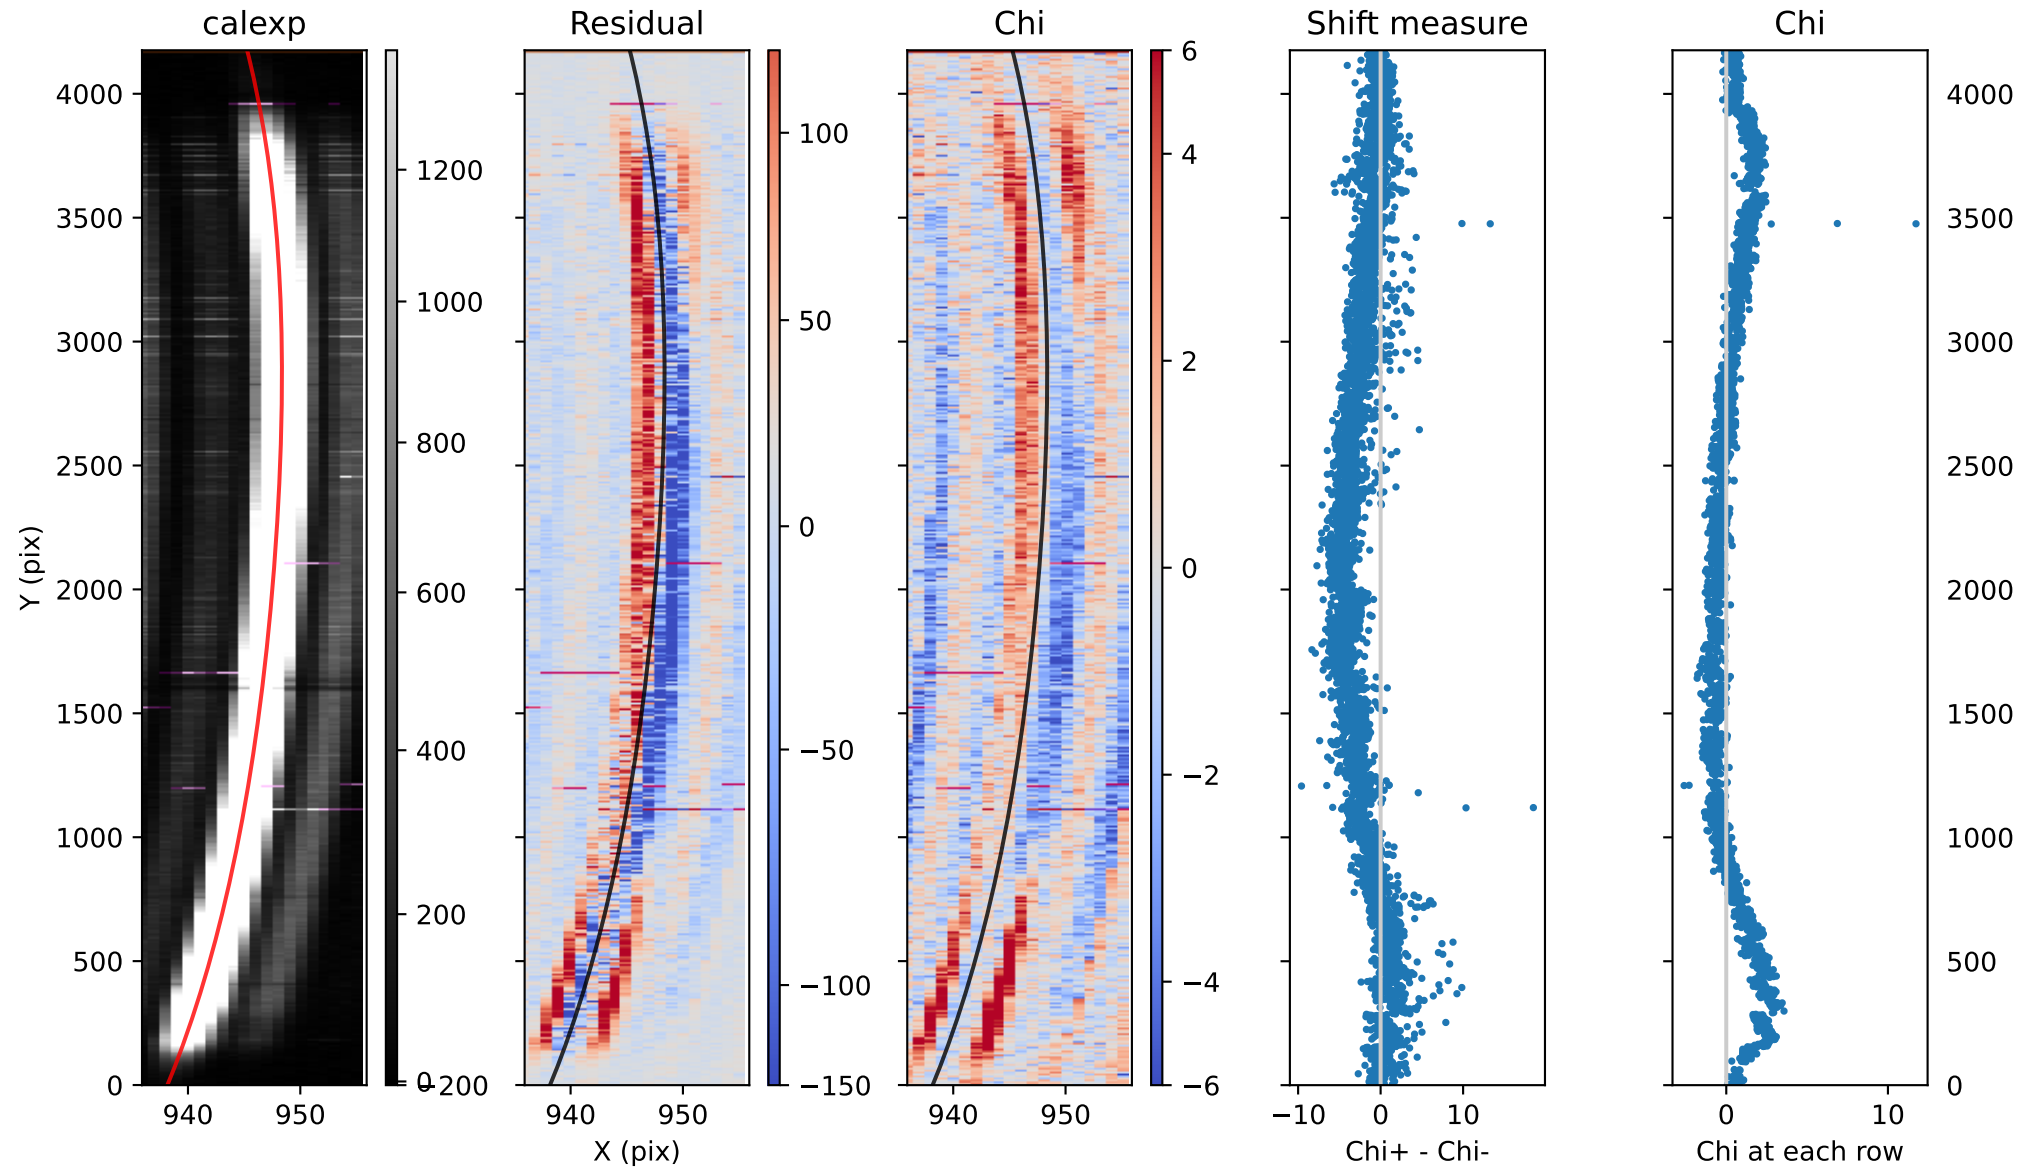 calexp Residual Chi Shift measure Chi
4000 1200 100 6 4000
3500 1000 50 4 3500
3000 800 0 2 3000
2500 600 −50 0 2500
2000 400 −100 −2 2000
1500 200 −150 −4 1500
1000 0 −6 1000
500 −200 500
0 0
Y (pix)
940 950 940 950 940 950 −10 0 10 0 10
X (pix) Chi+ - Chi- Chi at each row